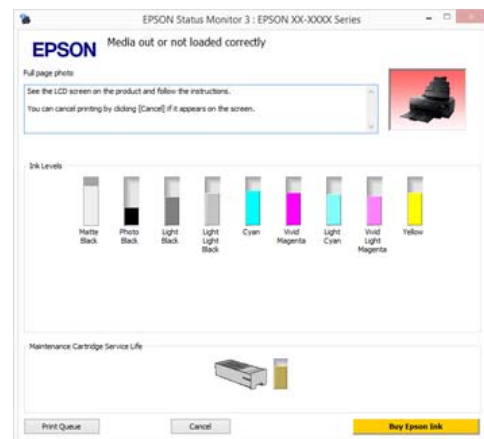 EPSON Status Monitor 3 : EPSON XX-XXXX Series
EPSON
Media out or not loaded correctly
Full page photo
See the LCD screen on the product and follow the instructions.
You can cancel printing by clicking [Cancel] if it appears on the screen.
Ink Levels
Matte
Black
Photo
Black
Light
Black
Light
Light
Black
Cyan
Vivid
Magenta
Light
Cyan
Vivid
Light
Magenta
Yellow
Maintenance Cartridge Service Life
Print Queue
Cancel
Buy Epson Ink